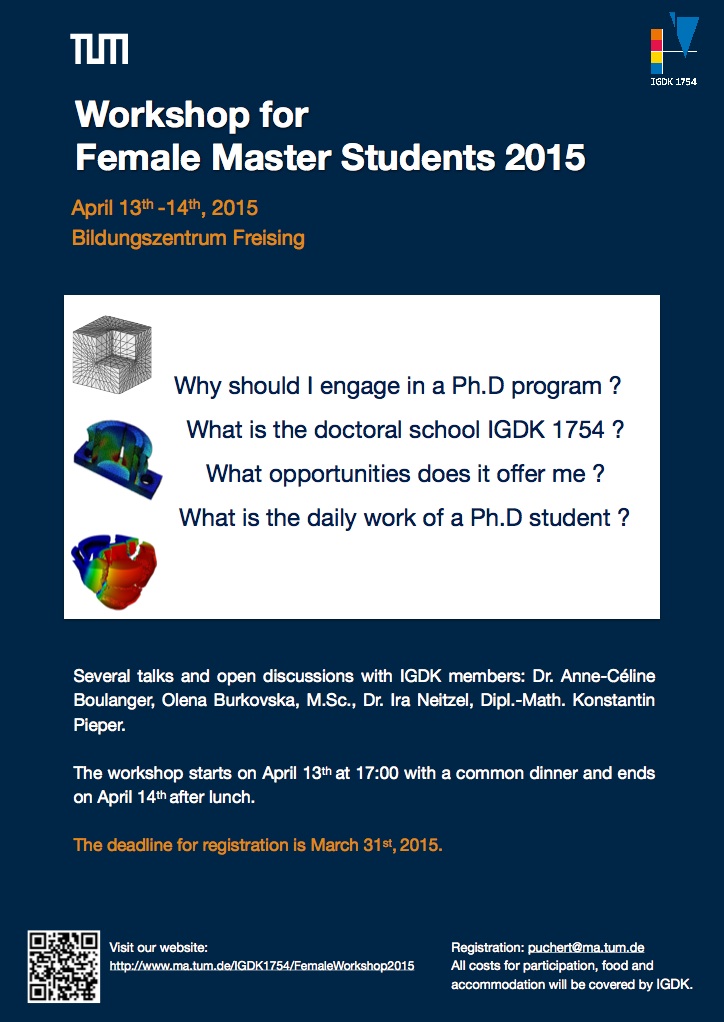 TUM
IGDK 1754
Workshop for
Female Master Students 2015
April 13th -14th, 2015
Bildungszentrum Freising
Why should I engage in a Ph.D program ?
What is the doctoral school IGDK 1754 ?
What opportunities does it offer me ?
What is the daily work of a Ph.D student ?
Several talks and open discussions with IGDK members: Dr. Anne-Céline
Boulanger, Olena Burkovska, M.Sc., Dr. Ira Neitzel, Dipl.-Math. Konstantin
Pieper.
The workshop starts on April 13th at 17:00 with a common dinner and ends
on April 14th after lunch.
The deadline for registration is March 31st, 2015.
Visit our website:
http://www.ma.tum.de/IGDK1754/FemaleWorkshop2015
Registration: puchert@ma.tum.de
All costs for participation, food and
accommodation will be covered by IGDK.